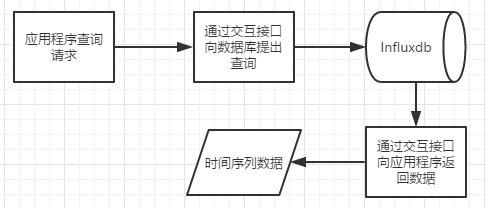 应用程序查询
请求
通过交互接口
向数据库提出
查询
Influxdb
通过交互接口
向应用程序返
回数据
时间序列数据